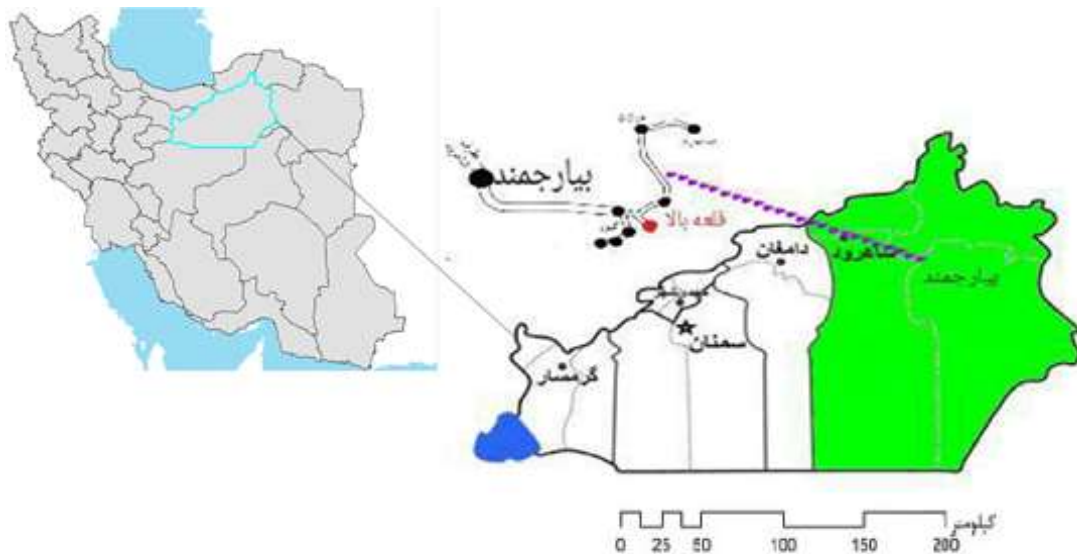 بیارجمند
قلعه بالا
دامغان
شاهرود
بیارجمند
سمنان
گرمسار
کیلومتر
0 25 50 100 150 200